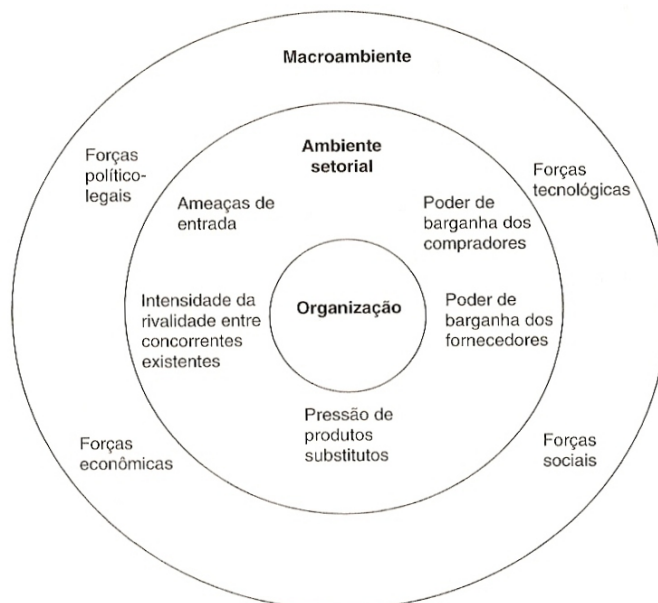 Macroambiente
Ambiente
setorial
Forças
político-
legais
Forças
tecnológicas
Ameaças de
entrada
Poder de
barganha dos
compradores
Intensidade da
rivalidade entre
concorrentes
existentes
Organização
Poder de
barganha dos
fornecedores
Pressão de
produtos
substitutos
Forças
econômicas
Forças
sociais